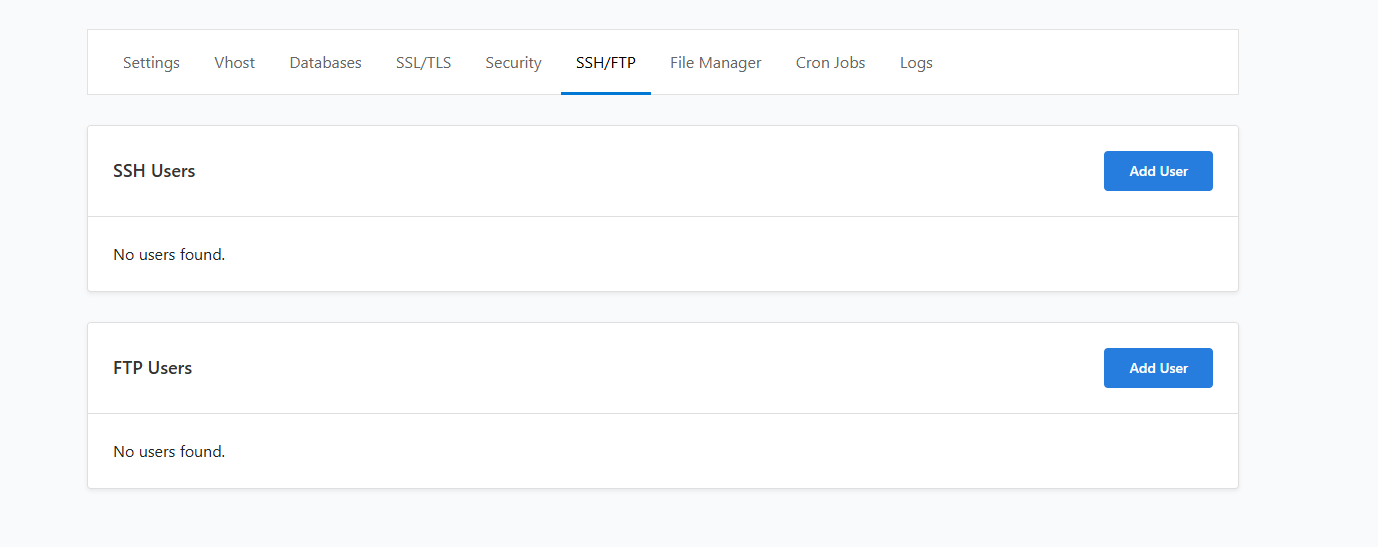 Settings Vhost Databases SSL/TLS Security SSH/FTP File Manager Cron Jobs Logs
SSH Users Add User
No users found.
FTP Users Add User
No users found.